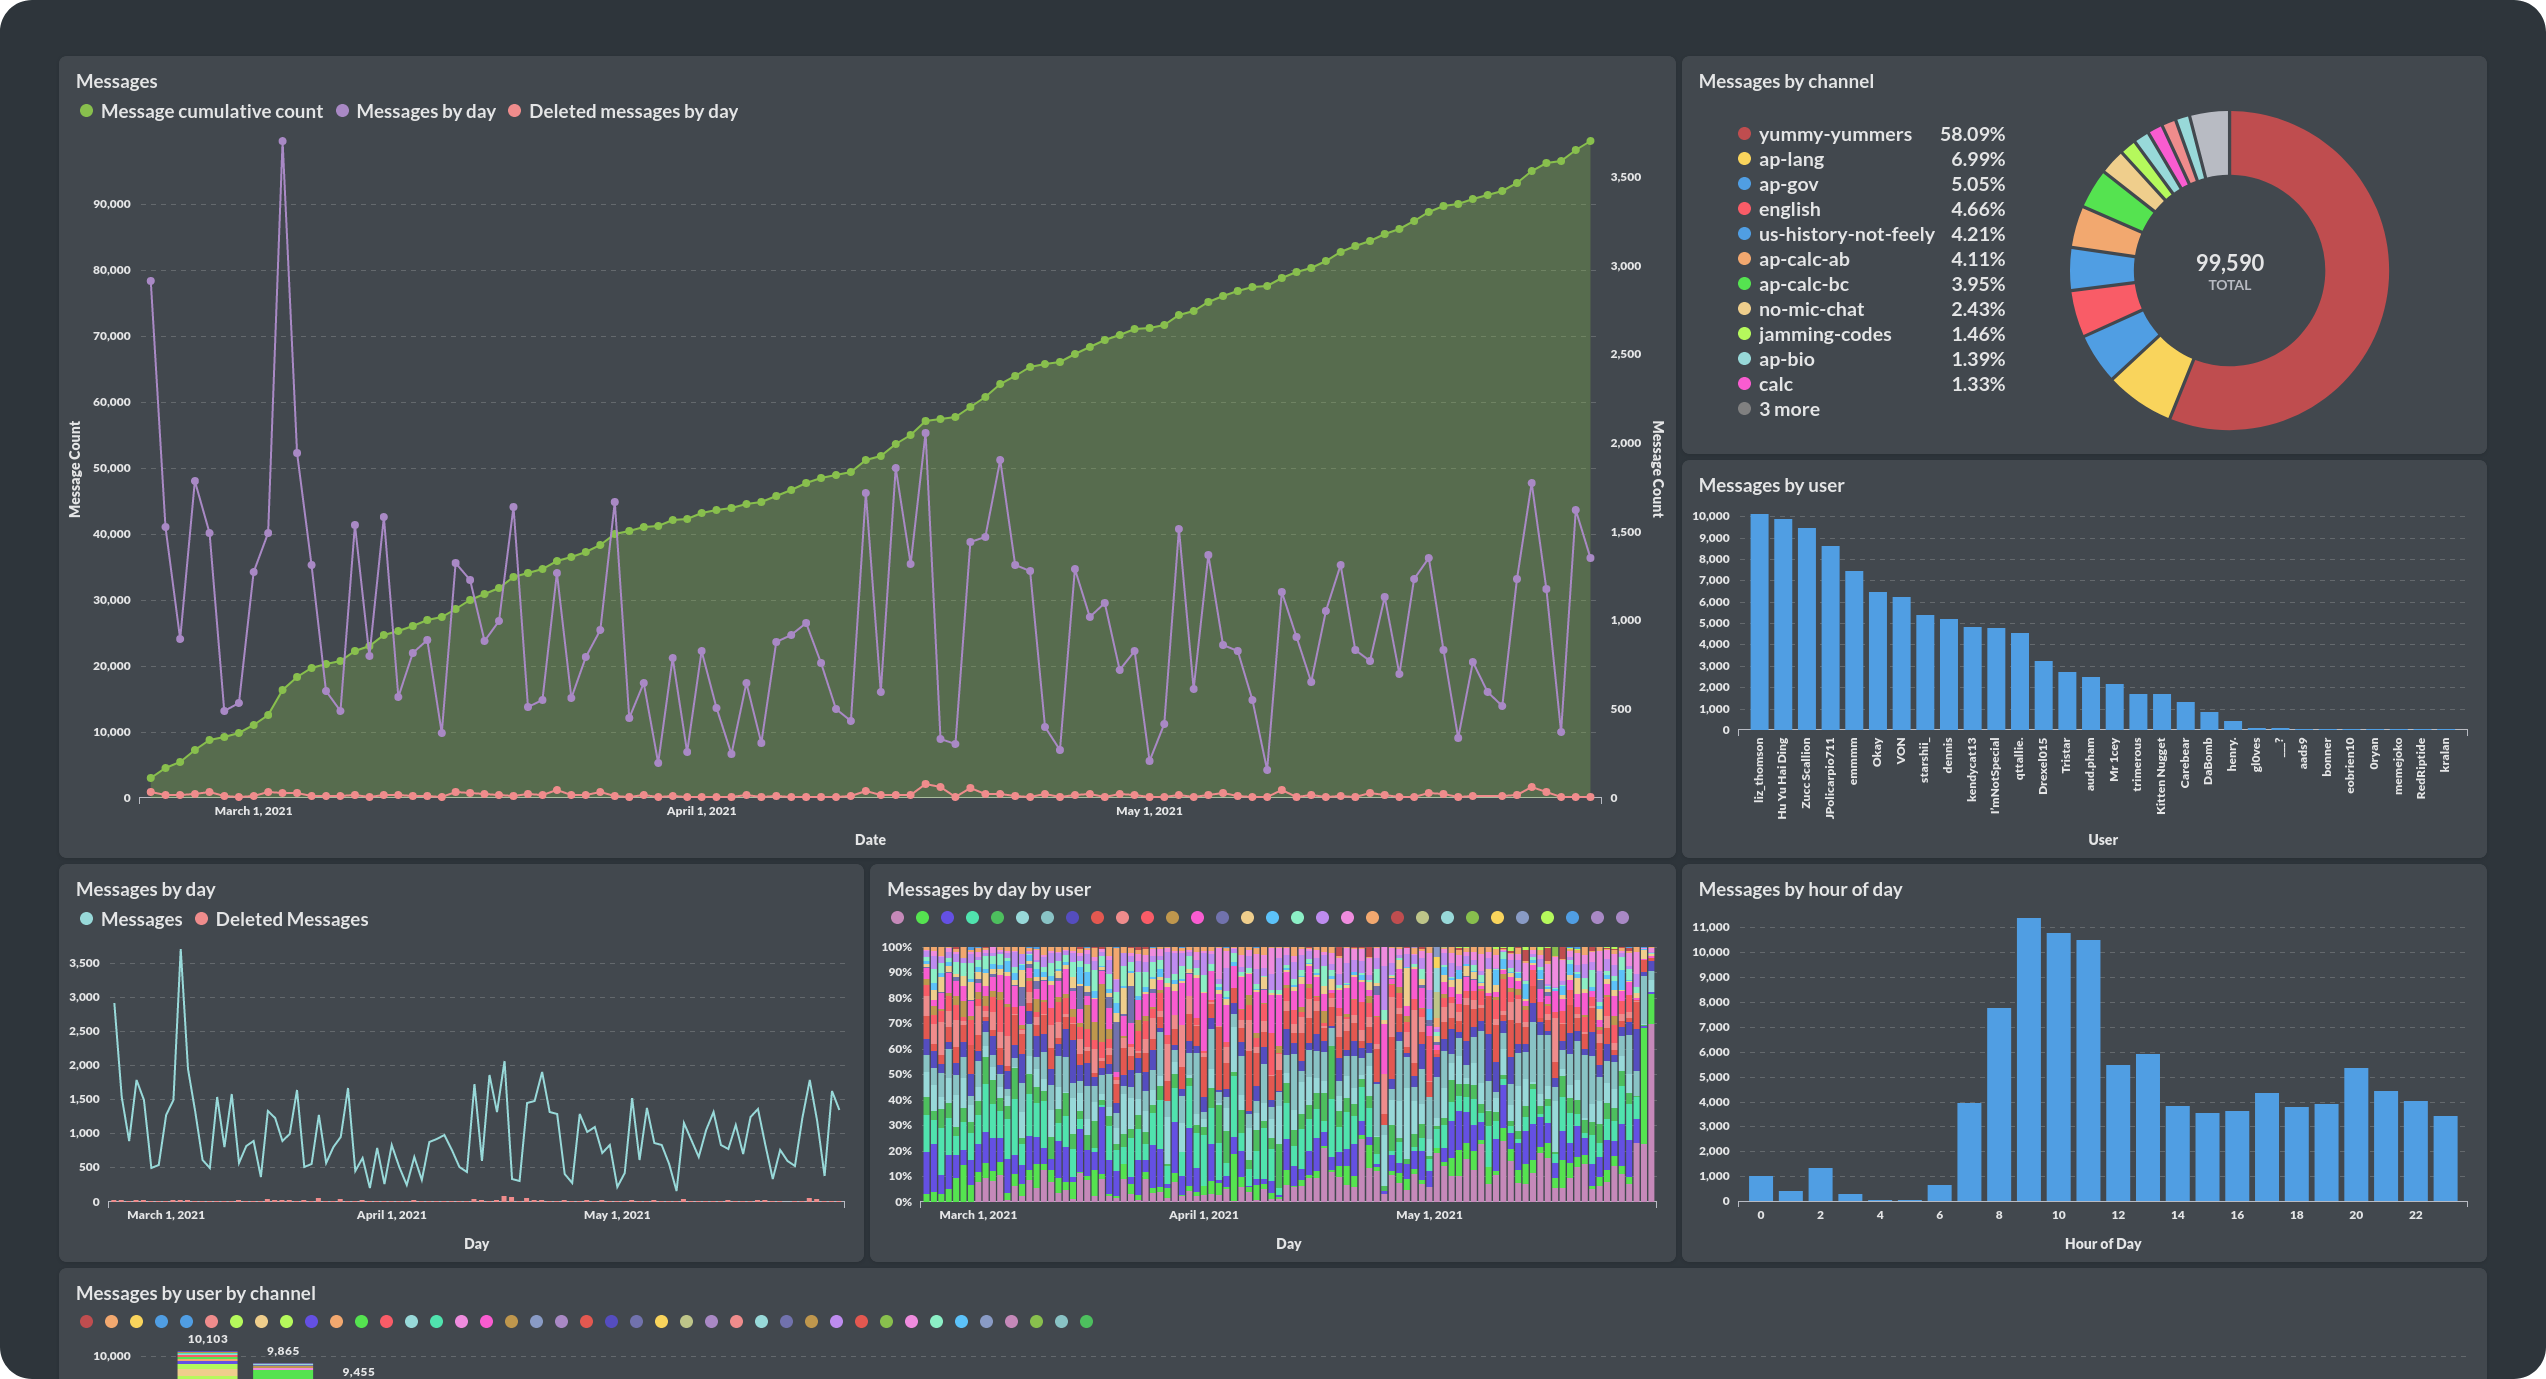 Messages
Message cumulative count Messages by day Deleted messages by day
90,000
80,000
70,000
60,000
50,000
40,000
30,000
20,000
10,000
0
Message Count
3,500
3,000
2,500
2,000
1,500
1,000
500
0
Message Count
March 1, 2021 April 1, 2021 May 1, 2021
Date
Messages by channel
yummy-yummers 58.09%
ap-lang 6.99%
ap-gov 5.05%
english 4.66%
us-history-not-feely 4.21%
ap-calc-ab 4.11%
ap-calc-bc 3.95%
no-mic-chat 2.43%
jamming-codes 1.46%
ap-bio 1.39%
calc 1.33%
3 more
99,590
TOTAL
Messages by user
10,000
9,000
8,000
7,000
6,000
5,000
4,000
3,000
2,000
1,000
0
liz_thomson
Hu Yu Hai Ding
Zucc Scallion
JPolicarpio711
emmmm
Okay
VON
starshii_
dennis
kendycat13
I'mNotSpecial
qttallie.
Drexel015
Tristar
aud.pham
Mr 1cey
trimerous
Kitten Nugget
Carebear
DaBomb
henry.
gl0ves
___?
aads9
bonner
eobrien10
0ryan
memejoko
RedRiptide
kralan
User
Messages by day
Messages Deleted Messages
3,500
3,000
2,500
2,000
1,500
1,000
500
0
March 1, 2021 April 1, 2021 May 1, 2021
Day
Messages by day by user
100%
90%
80%
70%
60%
50%
40%
30%
20%
10%
0%
March 1, 2021 April 1, 2021 May 1, 2021
Day
Messages by hour of day
11,000
10,000
9,000
8,000
7,000
6,000
5,000
4,000
3,000
2,000
1,000
0
0 2 4 6 8 10 12 14 16 18 20 22
Hour of Day
Messages by user by channel
10,103
9,865
10,000
9,455